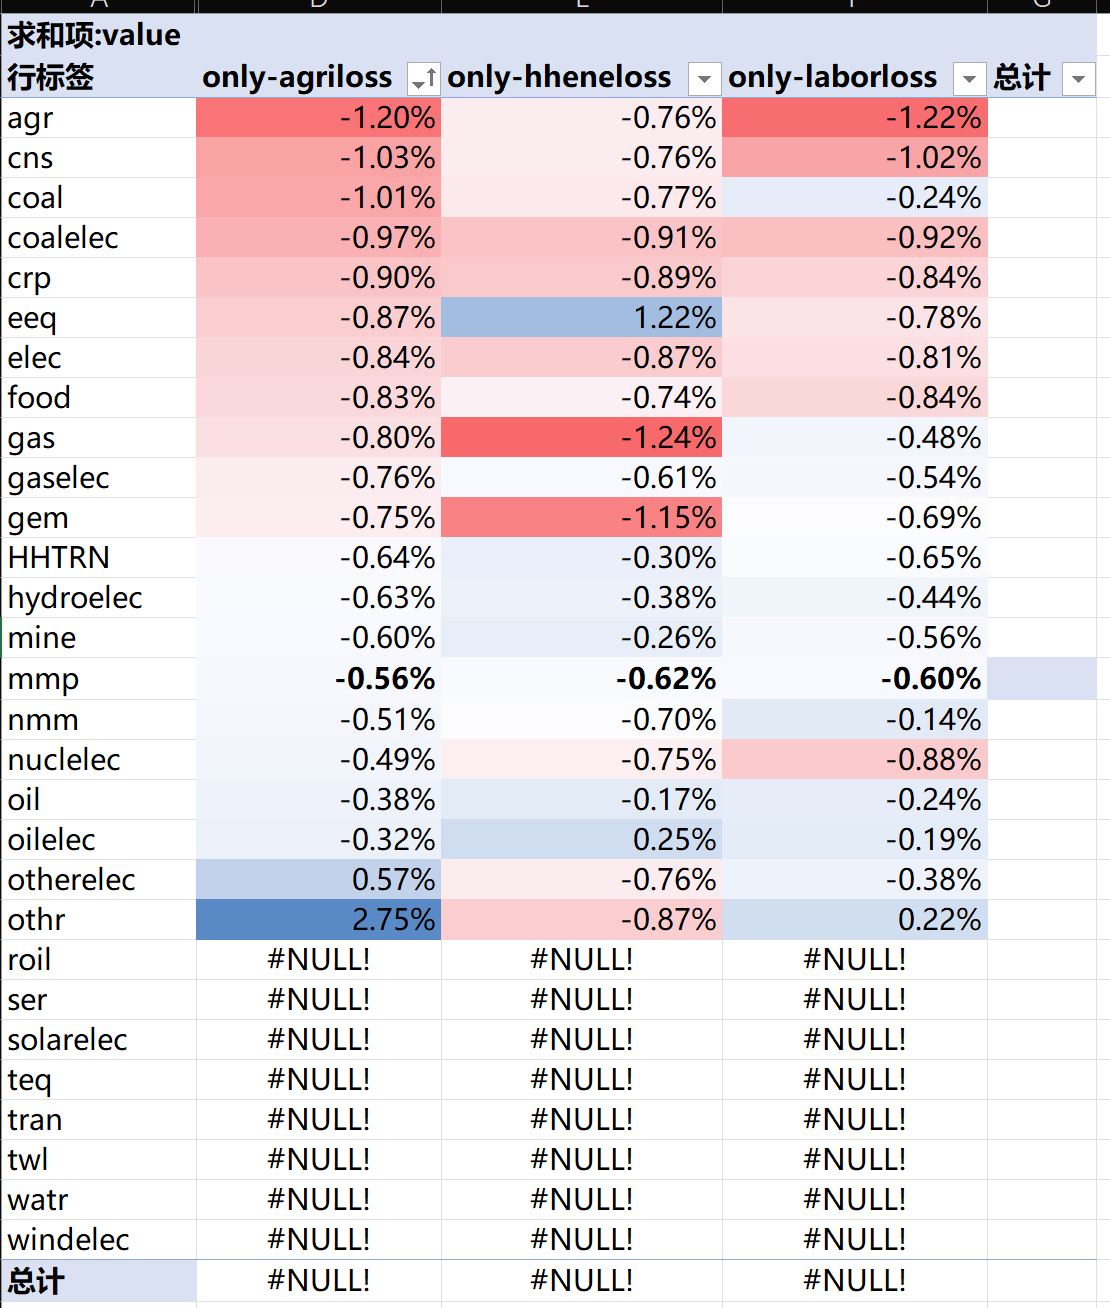 A D E F G
求和项:value
行标签 only-agriloss only-hheneloss only-laborloss 总计
agr -1.20% -0.76% -1.22%
cns -1.03% -0.76% -1.02%
coal -1.01% -0.77% -0.24%
coalelec -0.97% -0.91% -0.92%
crp -0.90% -0.89% -0.84%
eeq -0.87% 1.22% -0.78%
elec -0.84% -0.87% -0.81%
food -0.83% -0.74% -0.84%
gas -0.80% -1.24% -0.48%
gaselec -0.76% -0.61% -0.54%
gem -0.75% -1.15% -0.69%
HHTRN -0.64% -0.30% -0.65%
hydroelec -0.63% -0.38% -0.44%
mine -0.60% -0.26% -0.56%
mmp -0.56% -0.62% -0.60%
nmm -0.51% -0.70% -0.14%
nuclelec -0.49% -0.75% -0.88%
oil -0.38% -0.17% -0.24%
oilelec -0.32% 0.25% -0.19%
otherelec 0.57% -0.76% -0.38%
othr 2.75% -0.87% 0.22%
roil #NULL! #NULL! #NULL!
ser #NULL! #NULL! #NULL!
solarelec #NULL! #NULL! #NULL!
teq #NULL! #NULL! #NULL!
tran #NULL! #NULL! #NULL!
twl #NULL! #NULL! #NULL!
watr #NULL! #NULL! #NULL!
windelec #NULL! #NULL! #NULL!
总计 #NULL! #NULL! #NULL!